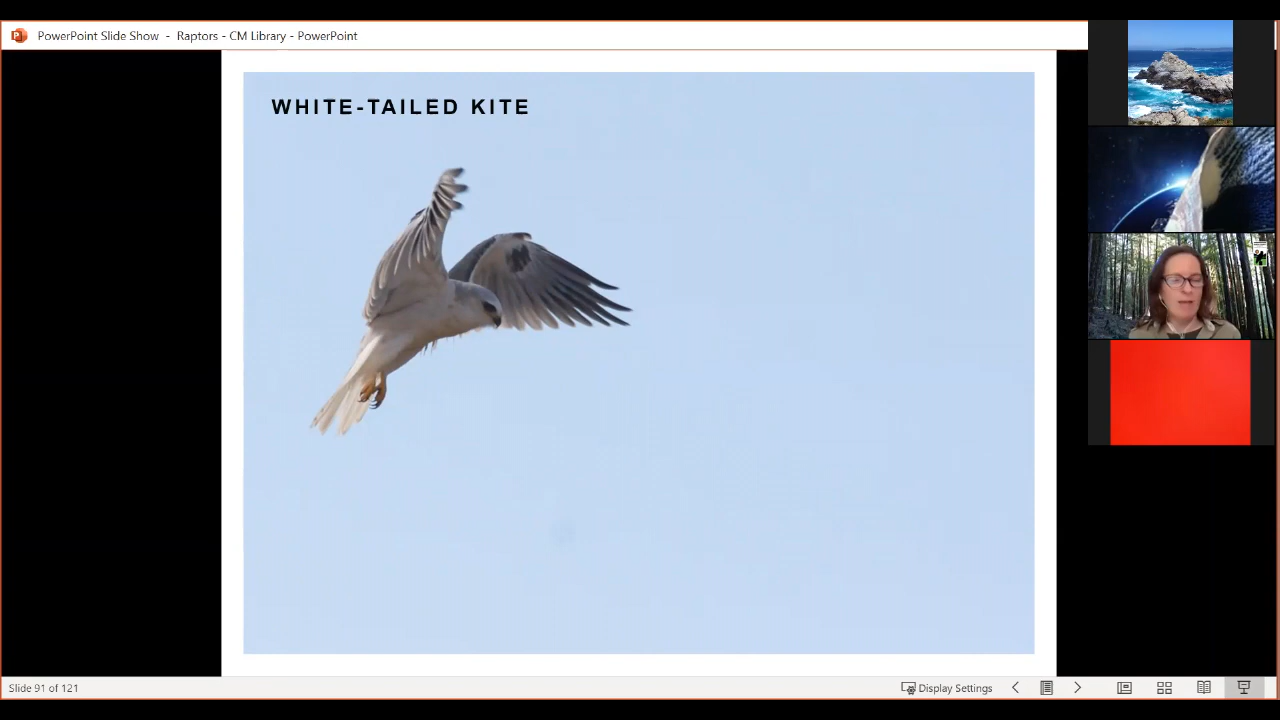 PowerPoint Slide Show - Raptors - CM Library - PowerPoint
WHITE-TAILED KITE
Slide 91 of 121
Display Settings